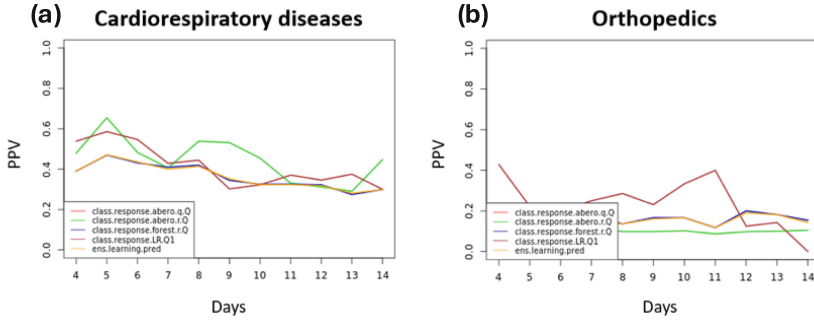 (a) Cardiorespiratory diseases
PPV
1.0
0.8
0.6
0.4
0.2
0.0
class.response.abero.q.Q
class.response.abero.r.Q
class.response.forest.r.Q
class.response.LR.Q1
ens.learning.pred
4 5 6 7 8 9 10 11 12 13 14
Days
(b) Orthopedics
PPV
1.0
0.8
0.6
0.4
0.2
0.0
class.response.abero.q.Q
class.response.abero.r.Q
class.response.forest.r.Q
class.response.LR.Q1
ens.learning.pred
4 5 6 7 8 9 10 11 12 13 14
Days